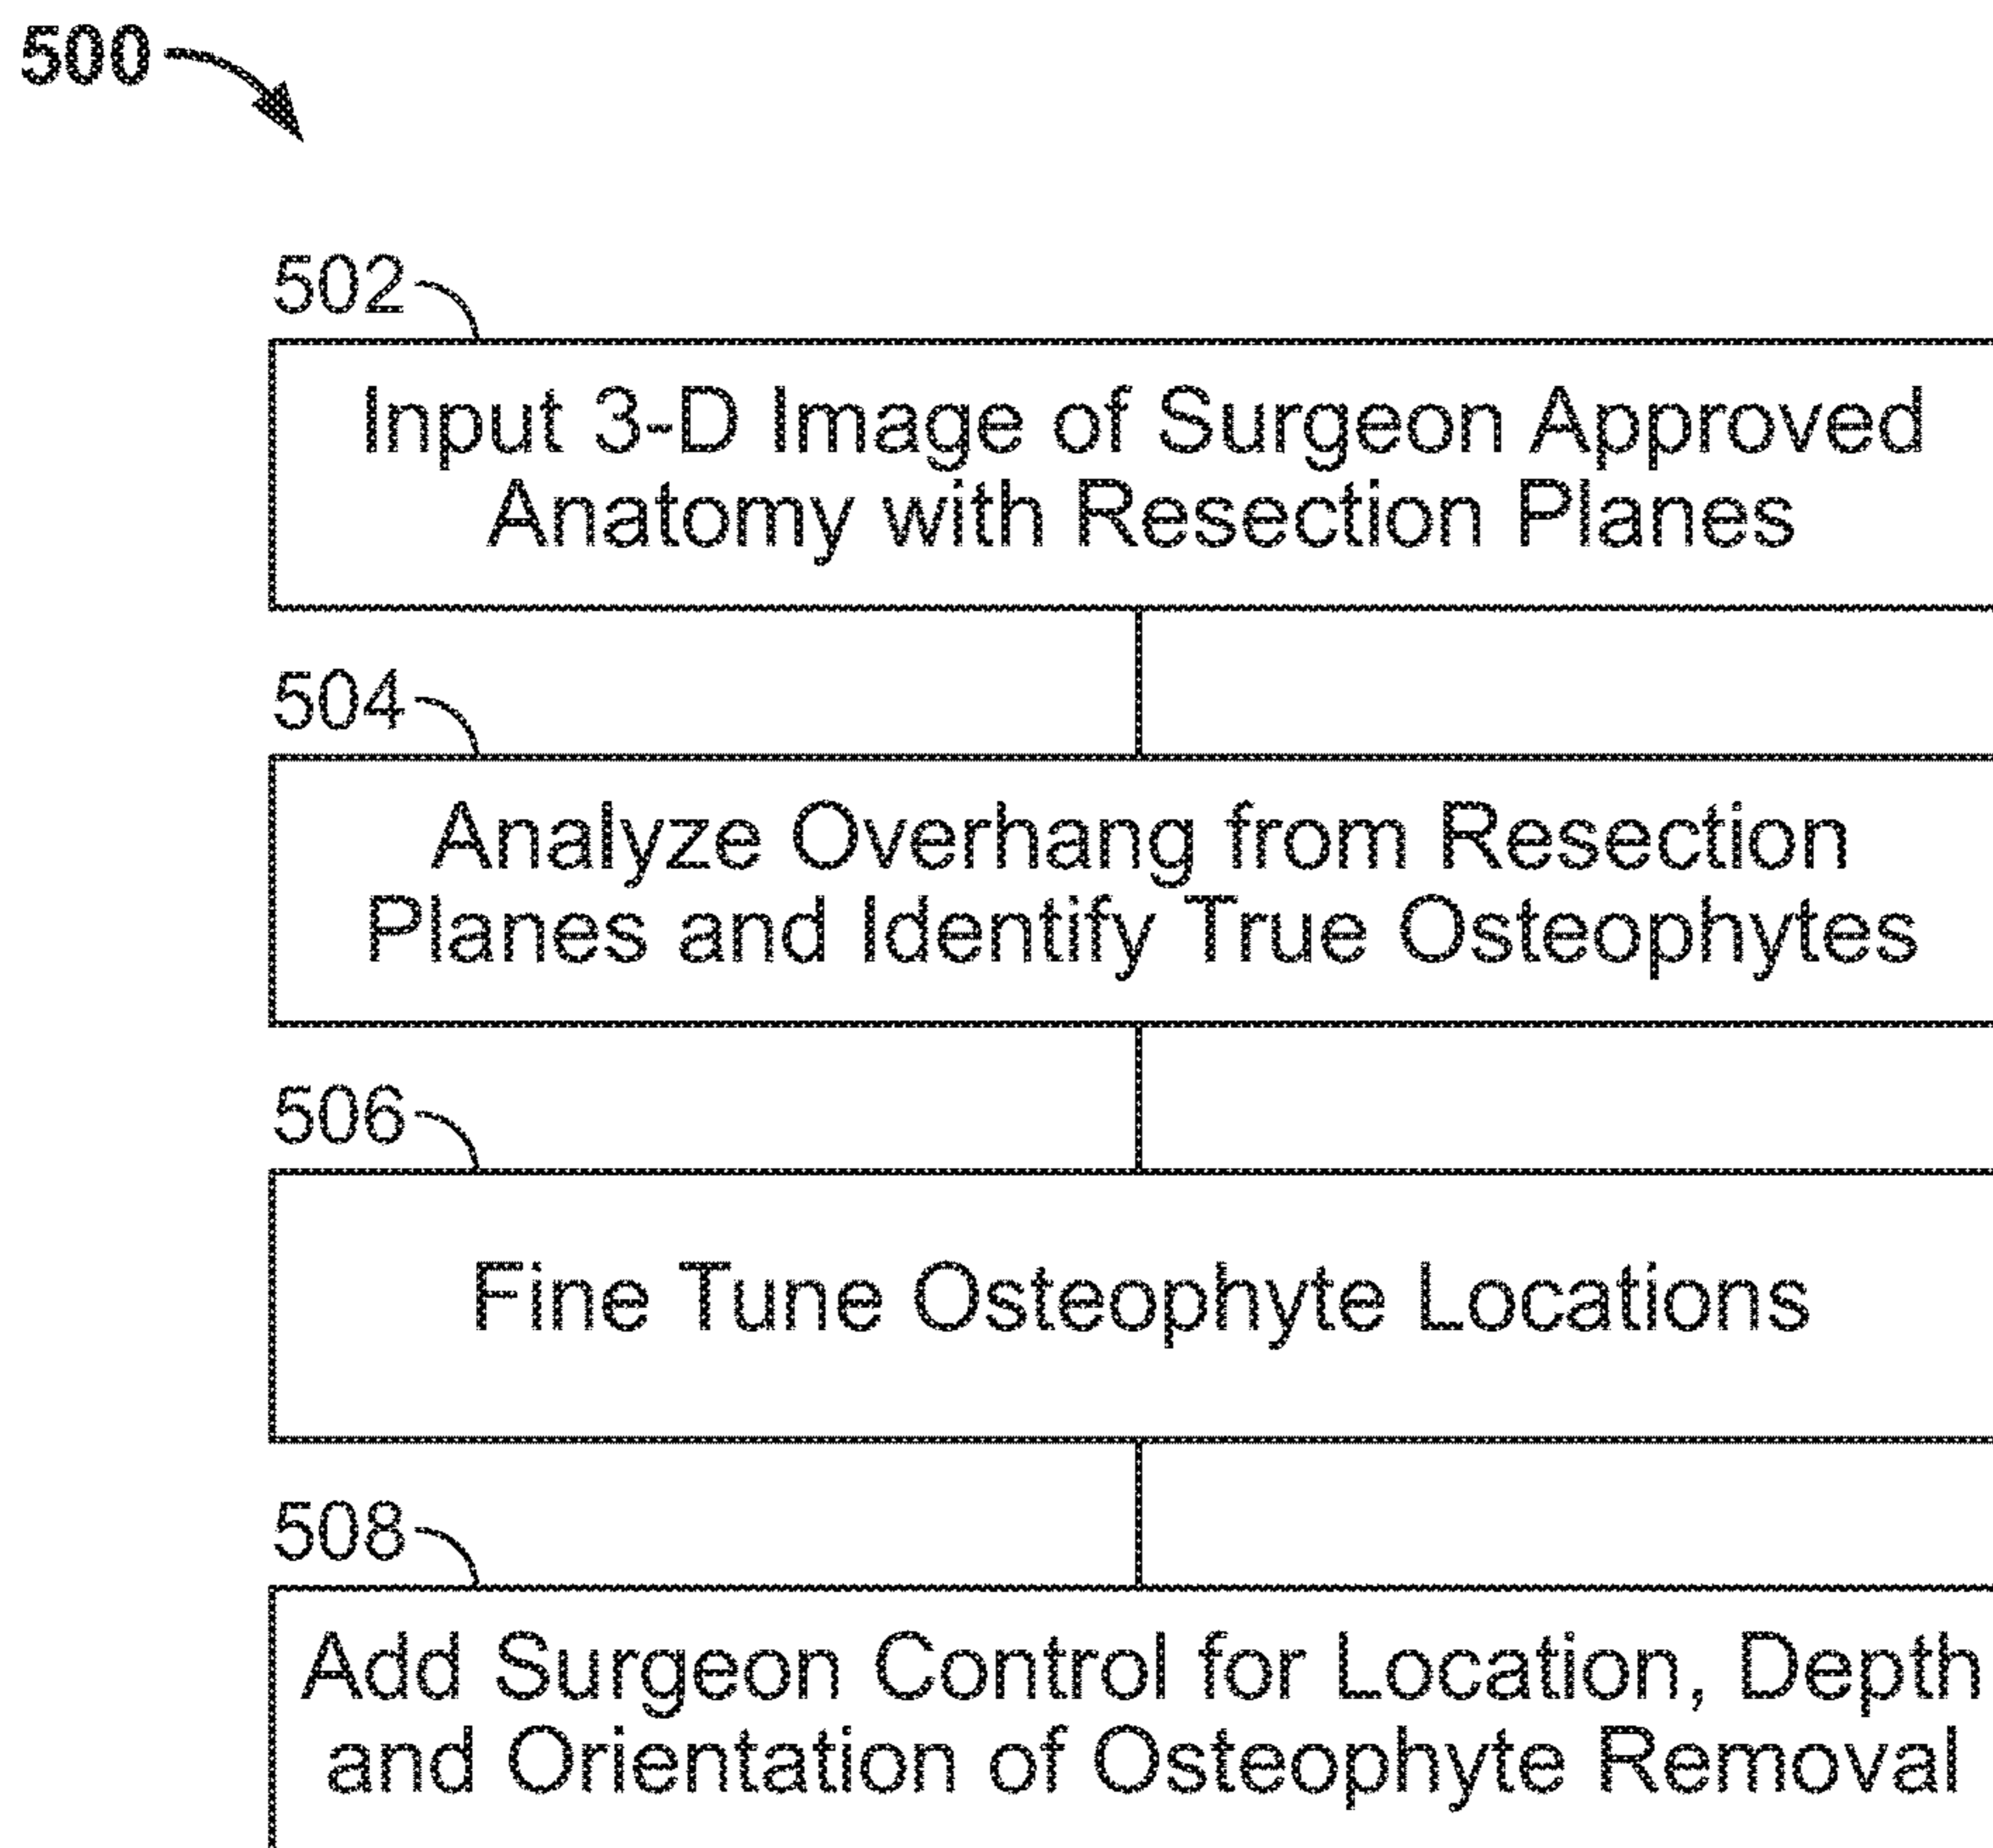 500
502
Input 3-D Image of Surgeon Approved
Anatomy with Resection Planes
504
Analyze Overhang from Resection
Planes and Identify True Osteophytes
506
Fine Tune Osteophyte Locations
508
Add Surgeon Control for Location, Depth
and Orientation of Osteophyte Removal